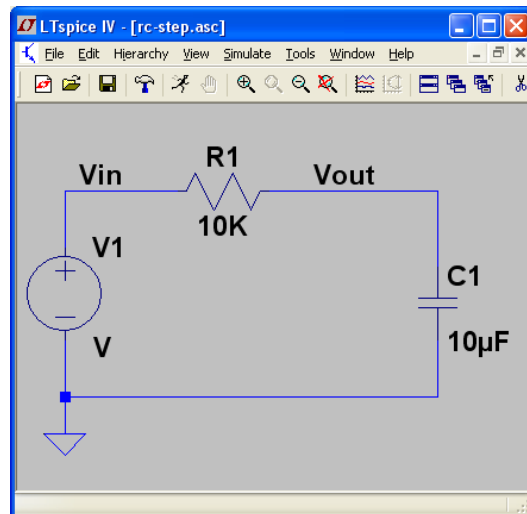 LTspice IV - [rc-step.asc]
File Edit Hierarchy View Simulate Tools Window Help
Vin
R1
Vout
10K
V1
V
C1
10µF